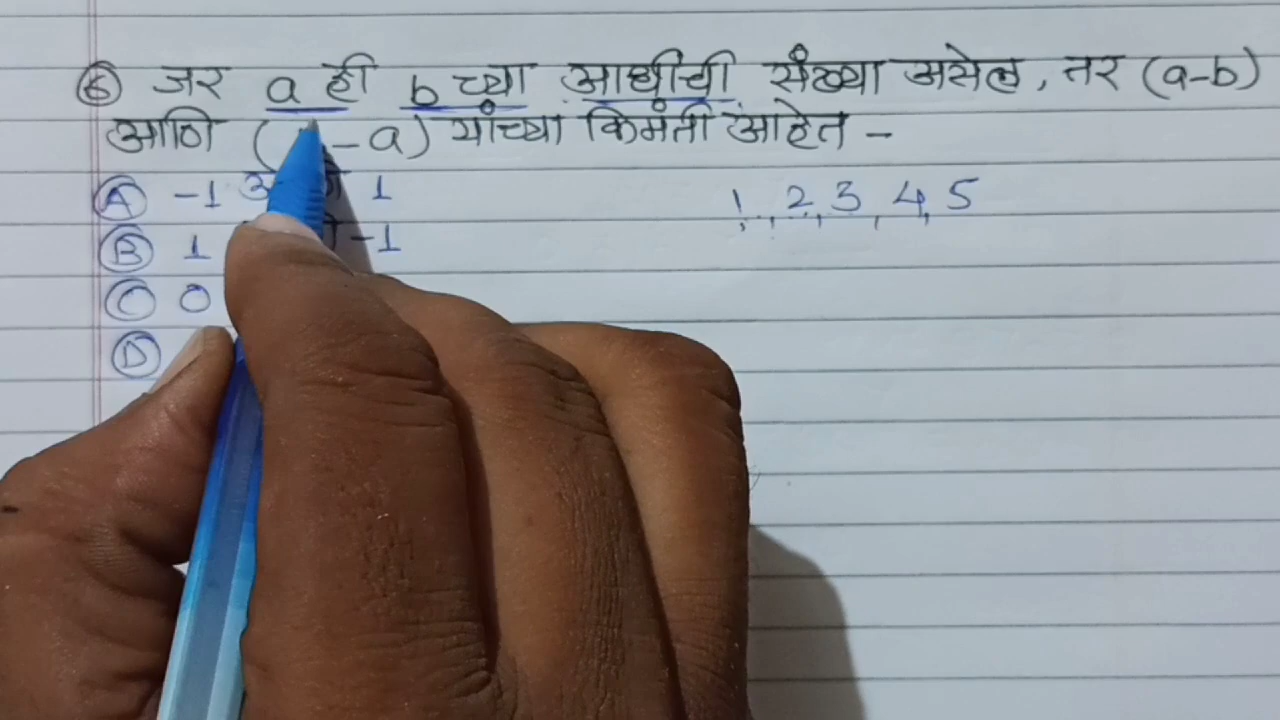 ⑥ जर a ही b च्या आधीची संख्या असेल, तर (a-b)
आणि ( - a) यांच्या किमती आहेत -
Ⓐ -1 1
1, 2, 3, 4, 5
Ⓑ 1 -1
Ⓒ 0
Ⓓ